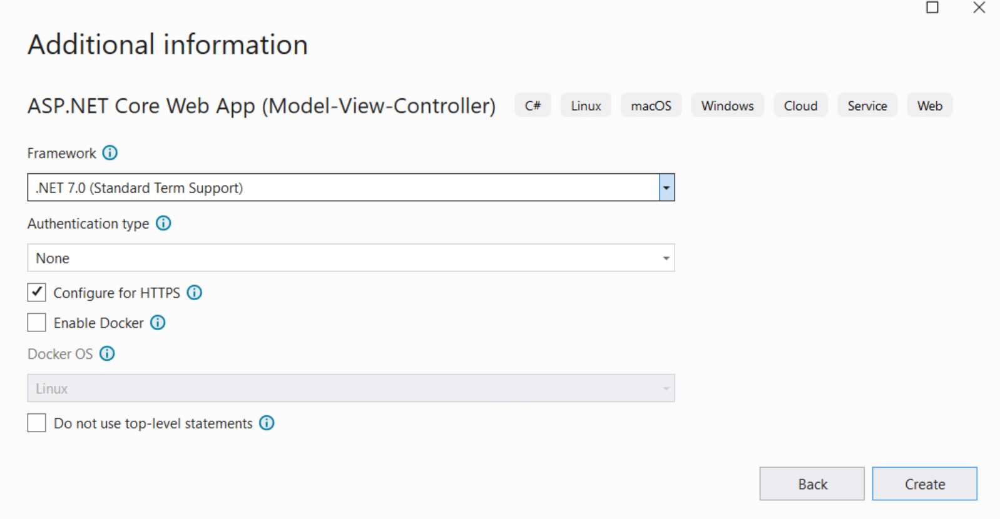 Additional information
ASP.NET Core Web App (Model-View-Controller) C# Linux macOS Windows Cloud Service Web
Framework
.NET 7.0 (Standard Term Support)
Authentication type
None
Configure for HTTPS
Enable Docker
Docker OS
Linux
Do not use top-level statements
Back Create